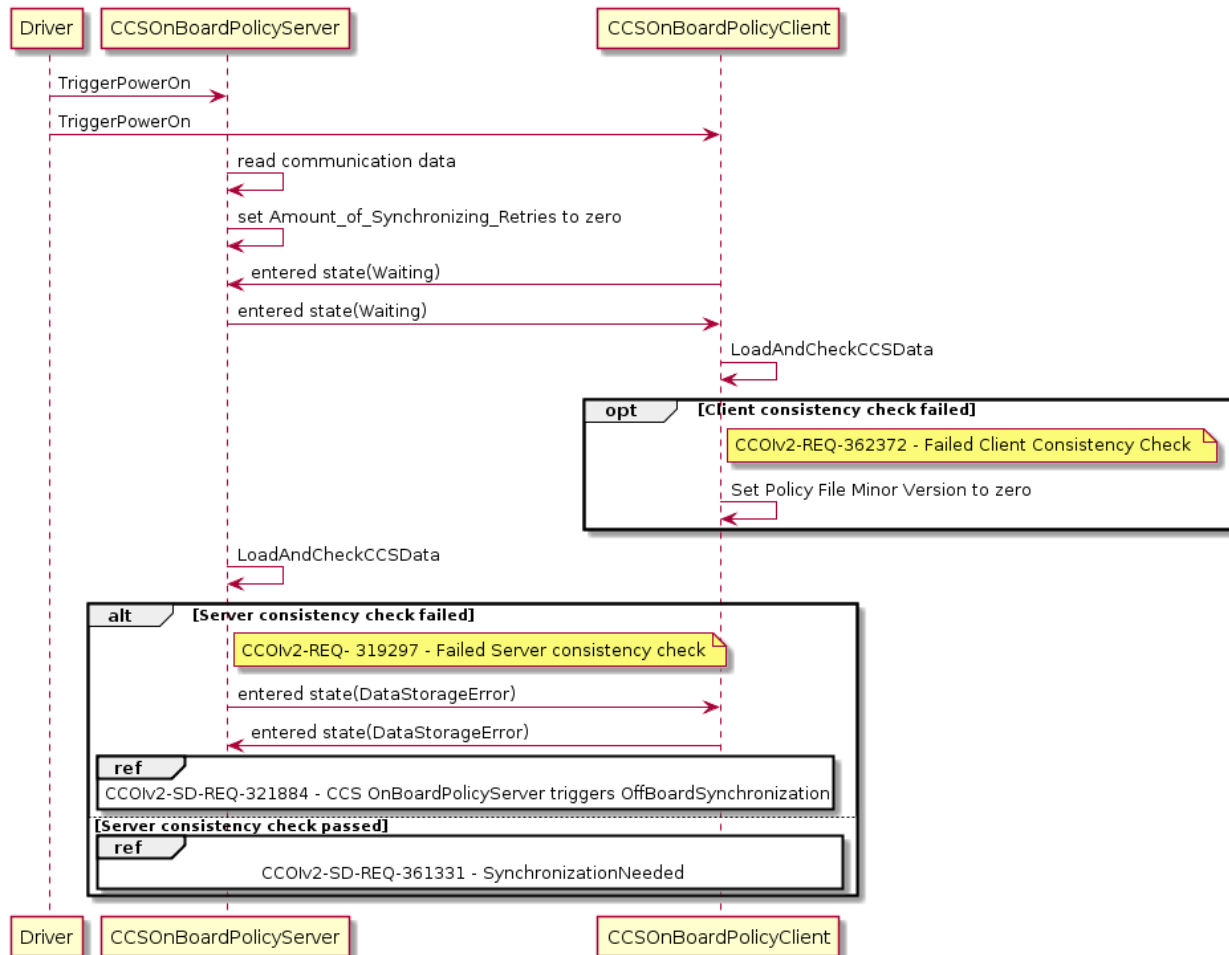 Driver
CCSOnBoardPolicyServer
CCSOnBoardPolicyClient
TriggerPowerOn
TriggerPowerOn
read communication data
set Amount_of_Synchronizing_Retries to zero
entered state(Waiting)
entered state(Waiting)
LoadAndCheckCCSData
opt [Client consistency check failed]
CCOIv2-REQ-362372 - Failed Client Consistency Check
Set Policy File Minor Version to zero
LoadAndCheckCCSData
alt [Server consistency check failed]
CCOIv2-REQ- 319297 - Failed Server consistency check
entered state(DataStorageError)
entered state(DataStorageError)
ref
CCOIv2-SD-REQ-321884 - CCS OnBoardPolicyServer triggers OffBoardSynchronization
[Server consistency check passed]
ref
CCOIv2-SD-REQ-361331 - SynchronizationNeeded
Driver
CCSOnBoardPolicyServer
CCSOnBoardPolicyClient